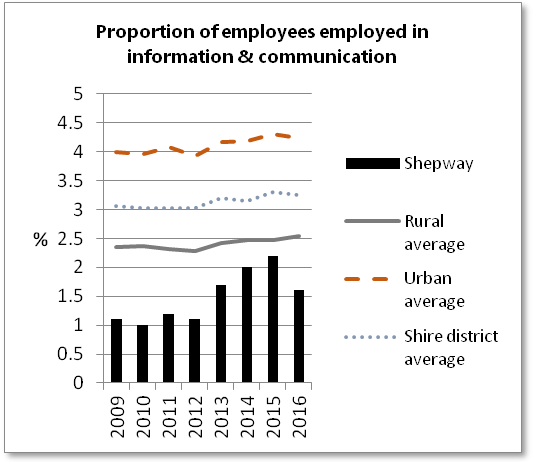 Proportion of employees employed in
information & communication
5
4.5
4
3.5
3
2.5
2
1.5
1
0.5
0
%
2009
2010
2011
2012
2013
2014
2015
2016
Shepway
Rural
average
Urban
average
Shire district
average